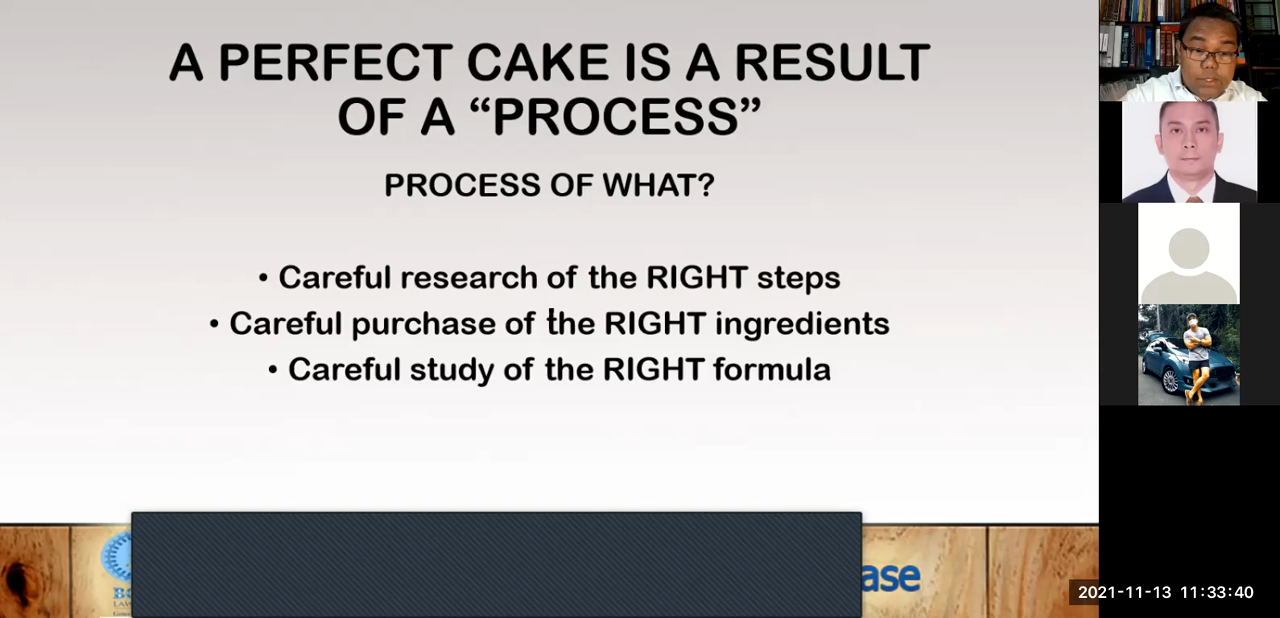 A PERFECT CAKE IS A RESULT
OF A “PROCESS”
PROCESS OF WHAT?
• Careful research of the RIGHT steps
• Careful purchase of the RIGHT ingredients
• Careful study of the RIGHT formula
2021-11-13 11:33:40